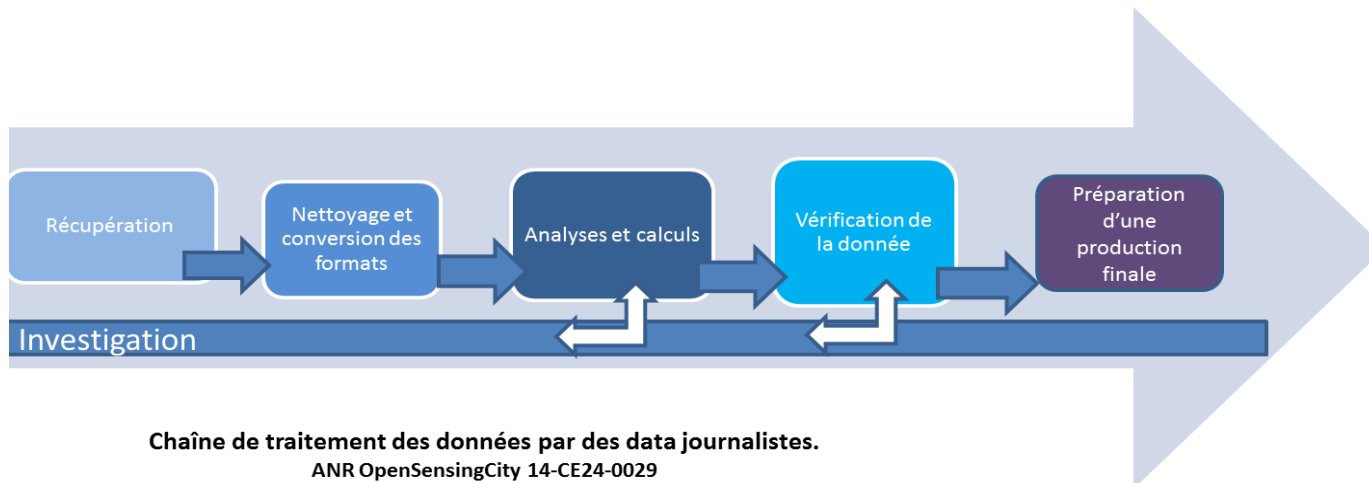 Récupération
Nettoyage et
conversion des
formats
Analyses et calculs
Vérification de
la donnée
Préparation
d’une
production
finale
Investigation
Chaîne de traitement des données par des data journalistes.
ANR OpenSensingCity 14-CE24-0029